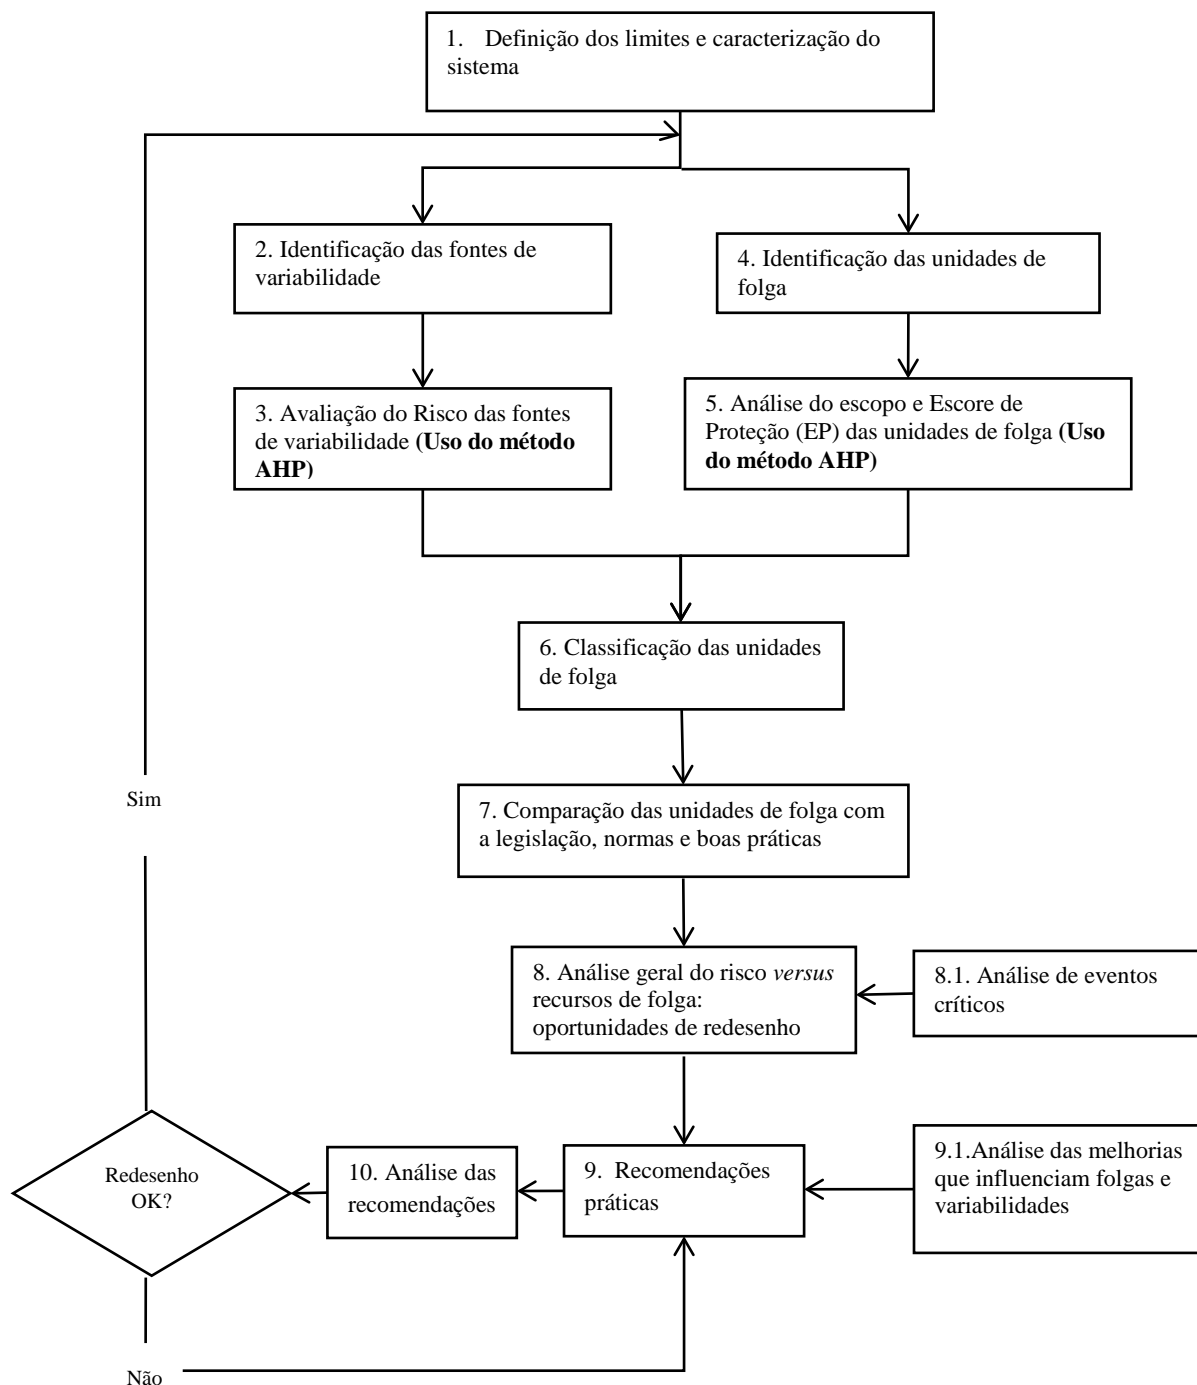 1. Definição dos limites e caracterização do
sistema
2. Identificação das fontes de
variabilidade
4. Identificação das unidades de
folga
3. Avaliação do Risco das fontes
de variabilidade (Uso do método
AHP)
5. Análise do escopo e Escore de
Proteção (EP) das unidades de folga (Uso
do método AHP)
6. Classificação das unidades
de folga
Sim
7. Comparação das unidades de folga com
a legislação, normas e boas práticas
8. Análise geral do risco versus
recursos de folga:
oportunidades de redesenho
8.1. Análise de eventos
críticos
Redesenho
OK?
10. Análise das
recomendações
9. Recomendações
práticas
9.1.Análise das melhorias
que influenciam folgas e
variabilidades
Não